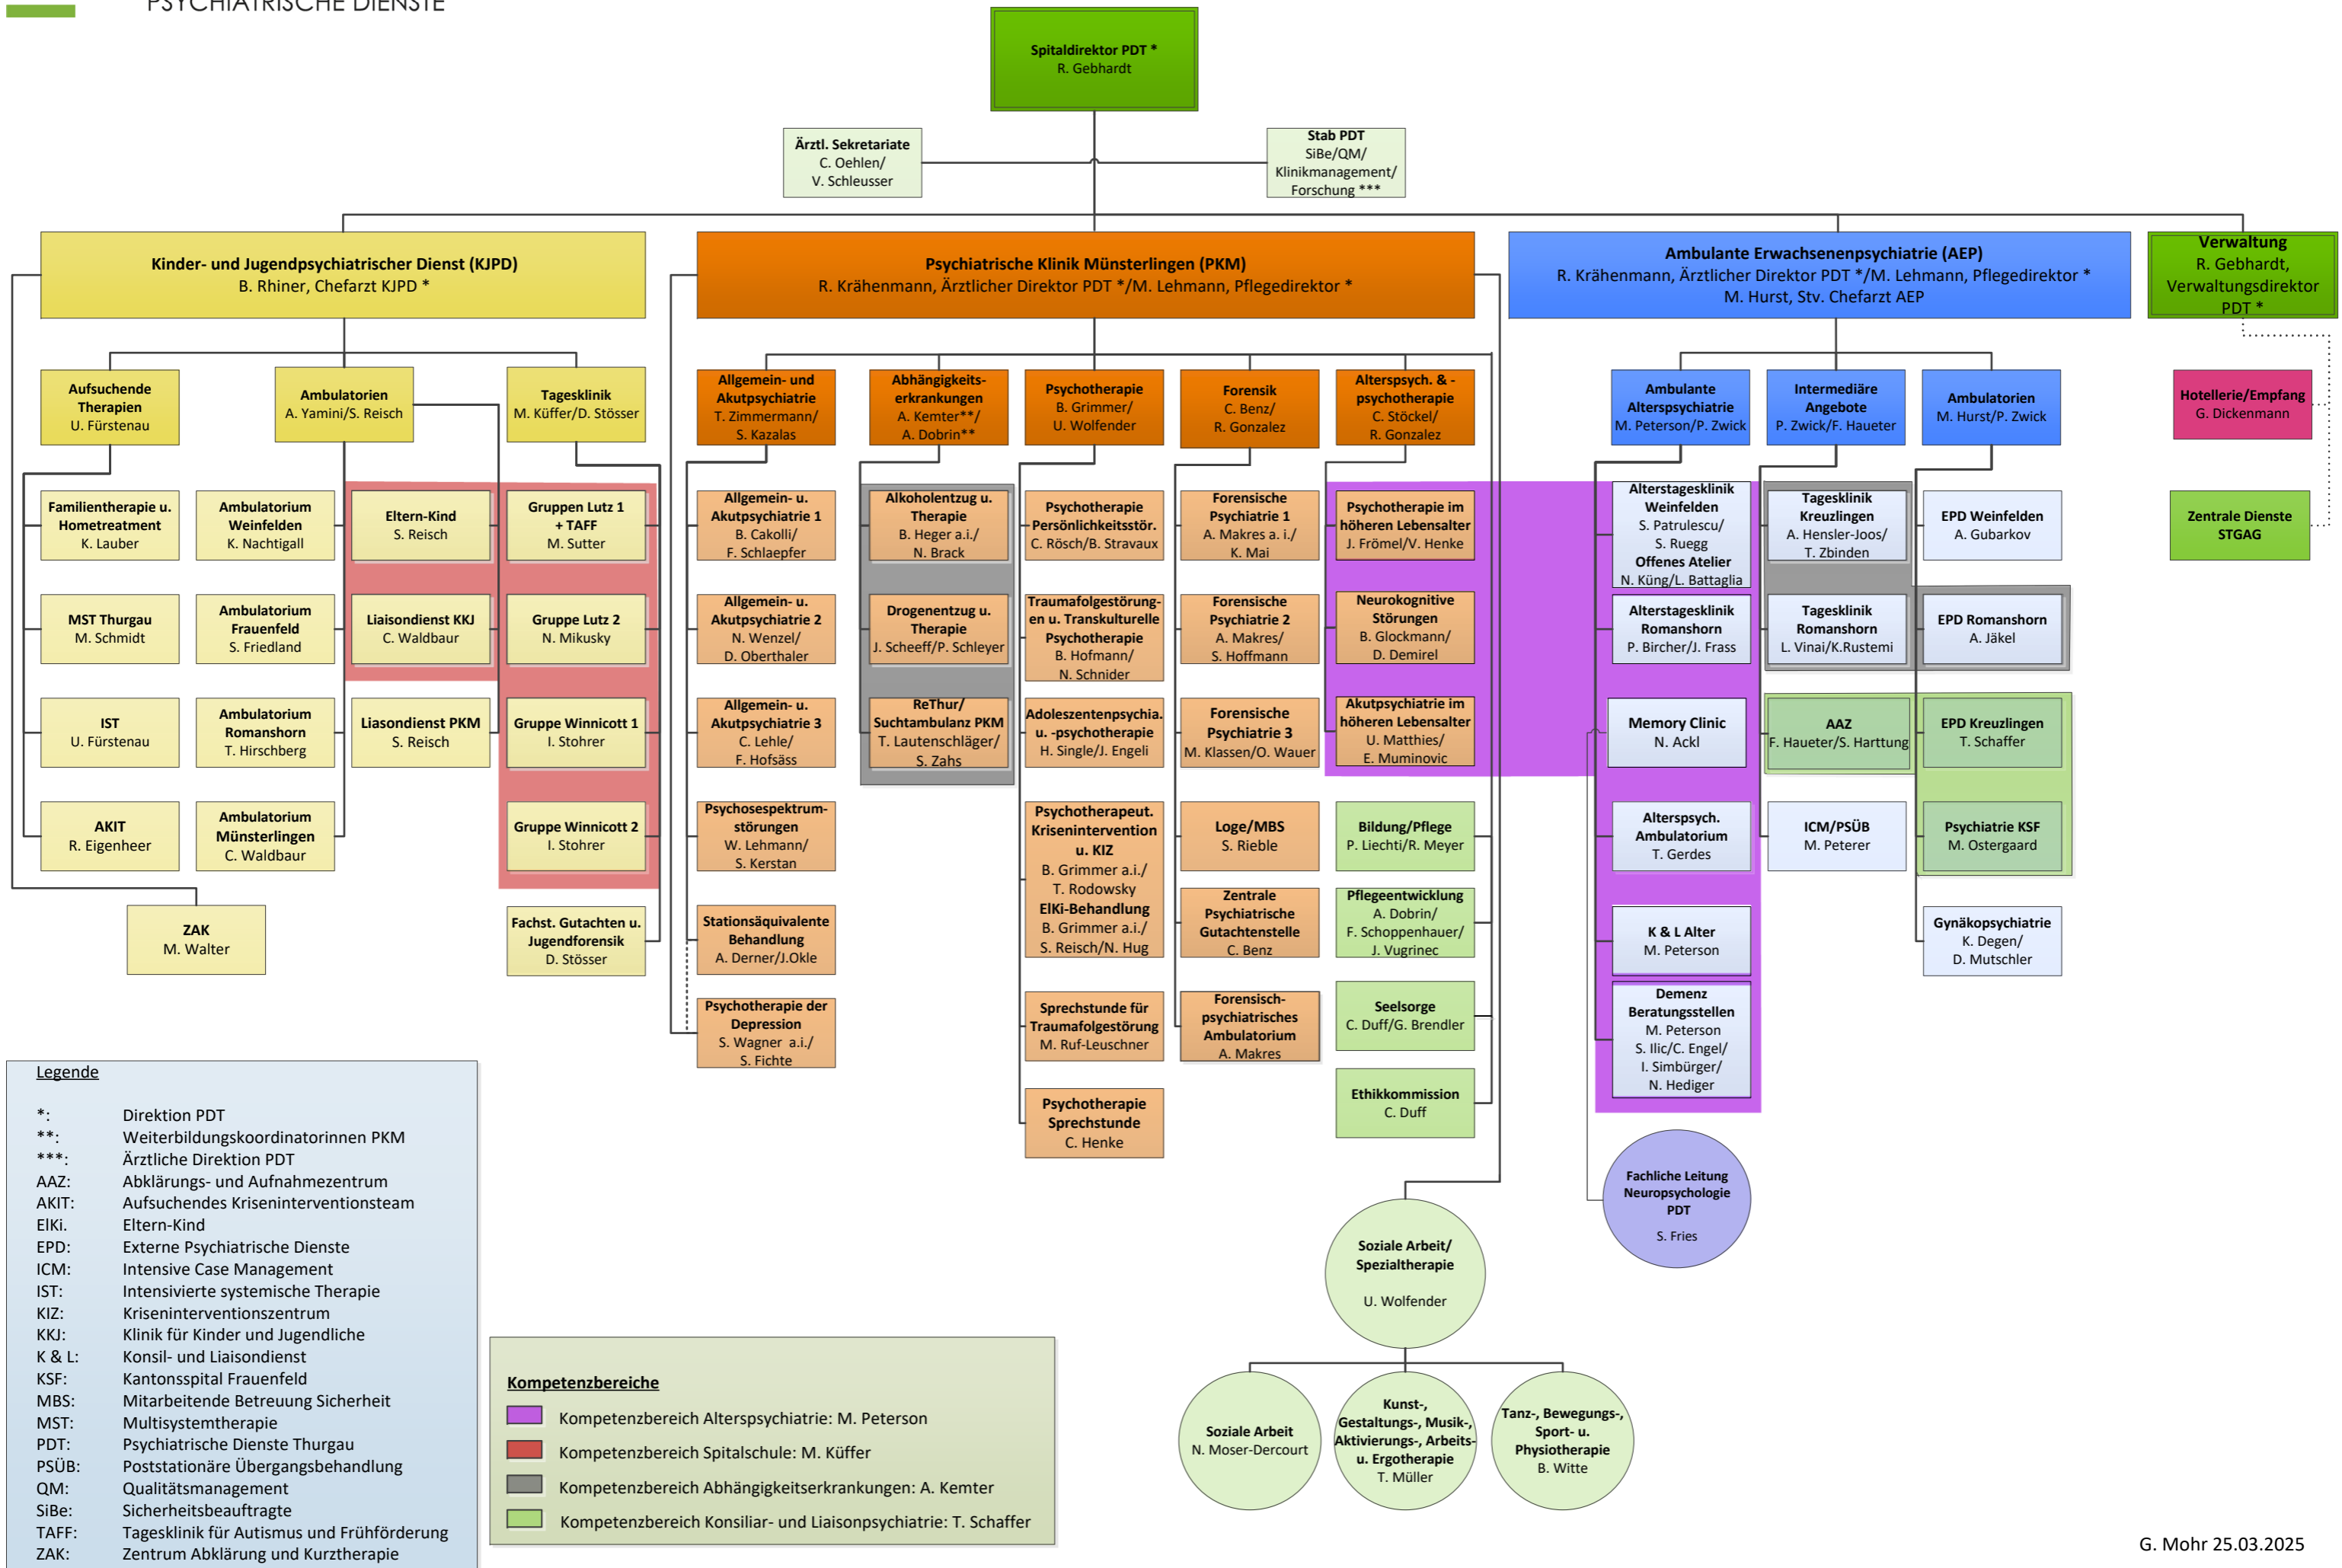 PSYCHIATRISCHE DIENSTE
Spitaldirektor PDT *
R. Gebhardt
Ärztl. Sekretariate
C. Oehlen/
V. Schleusser
Stab PDT
SiBe/QM/
Klinikmanagement/
Forschung ***
Kinder- und Jugendpsychiatrischer Dienst (KJPD)
B. Rhiner, Chefarzt KJPD *
Psychiatrische Klinik Münsterlingen (PKM)
R. Krähenmann, Ärztlicher Direktor PDT */M. Lehmann, Pflegedirektor *
Ambulante Erwachsenenpsychiatrie (AEP)
R. Krähenmann, Ärztlicher Direktor PDT */M. Lehmann, Pflegedirektor *
M. Hurst, Stv. Chefarzt AEP
Verwaltung
R. Gebhardt,
Verwaltungsdirektor
PDT *
Aufsuchende
Therapien
U. Fürstenau
Ambulatorien
A. Yamini/S. Reisch
Tagesklinik
M. Küffer/D. Stösser
Allgemein- und
Akutpsychiatrie
T. Zimmermann/
S. Kazalas
Abhängigkeits-
erkrankungen
A. Kemter**/
A. Dobrin**
Psychotherapie
B. Grimmer/
U. Wolfender
Forensik
C. Benz/
R. Gonzalez
Alterspsych. & -
psychotherapie
C. Stöckel/
R. Gonzalez
Ambulante
Alterspsychiatrie
M. Peterson/P. Zwick
Intermediäre
Angebote
P. Zwick/F. Haueter
Ambulatorien
M. Hurst/P. Zwick
Hotellerie/Empfang
G. Dickenmann
Familientherapie u.
Hometreatment
K. Lauber
Ambulatorium
Weinfelden
K. Nachtigall
Eltern-Kind
S. Reisch
Gruppen Lutz 1
+ TAFF
M. Sutter
Allgemein- u.
Akutpsychiatrie 1
B. Cakolli/
F. Schlaepfer
Alkoholentzug u.
Therapie
B. Heger a.i./
N. Brack
Psychotherapie
Persönlichkeitsstör.
C. Rösch/B. Stravaux
Forensische
Psychiatrie 1
A. Makres a. i./
K. Mai
Psychotherapie im
höheren Lebensalter
J. Frömel/V. Henke
Alterstagesklinik
Weinfelden
S. Patrulescu/
S. Ruegg
Offenes Atelier
N. Küng/L. Battaglia
Tagesklinik
Kreuzlingen
A. Hensler-Joos/
T. Zbinden
EPD Weinfelden
A. Gubarkov
Zentrale Dienste
STGAG
MST Thurgau
M. Schmidt
Ambulatorium
Frauenfeld
S. Friedland
Liaisondienst KKJ
C. Waldbaur
Gruppe Lutz 2
N. Mikusky
Allgemein- u.
Akutpsychiatrie 2
N. Wenzel/
D. Oberthaler
Drogenentzug u.
Therapie
J. Scheeff/P. Schleyer
Traumafolgestörung-
en u. Transkulturelle
Psychotherapie
B. Hofmann/
N. Schnider
Forensische
Psychiatrie 2
A. Makres/
S. Hoffmann
Neurokognitive
Störungen
B. Glockmann/
D. Demirel
Alterstagesklinik
Romanshorn
P. Bircher/J. Frass
Tagesklinik
Romanshorn
L. Vinai/K.Rustemi
EPD Romanshorn
A. Jäkel
IST
U. Fürstenau
Ambulatorium
Romanshorn
T. Hirschberg
Liasondienst PKM
S. Reisch
Gruppe Winnicott 1
I. Stohrer
Allgemein- u.
Akutpsychiatrie 3
C. Lehle/
F. Hofsäss
ReThur/
Suchtambulanz PKM
T. Lautenschläger/
S. Zahs
Adoleszentenpsychia.
u. -psychotherapie
H. Single/J. Engeli
Forensische
Psychiatrie 3
M. Klassen/O. Wauer
Akutpsychiatrie im
höheren Lebensalter
U. Matthies/
E. Muminovic
Memory Clinic
N. Ackl
AAZ
F. Haueter/S. Harttung
EPD Kreuzlingen
T. Schaffer
AKIT
R. Eigenheer
Ambulatorium
Münsterlingen
C. Waldbaur
Gruppe Winnicott 2
I. Stohrer
Psychosespektrum-
störungen
W. Lehmann/
S. Kerstan
Psychotherapeut.
Krisenintervention
u. KIZ
B. Grimmer a.i./
T. Rodowsky
ElKi-Behandlung
B. Grimmer a.i./
S. Reisch/N. Hug
Loge/MBS
S. Rieble
Bildung/Pflege
P. Liechti/R. Meyer
Alterspsych.
Ambulatorium
T. Gerdes
ICM/PSÜB
M. Peterer
Psychiatrie KSF
M. Ostergaard
ZAK
M. Walter
Fachst. Gutachten u.
Jugendforensik
D. Stösser
Stationsäquivalente
Behandlung
A. Derner/J.Okle
Zentrale
Psychiatrische
Gutachtenstelle
C. Benz
Pflegeentwicklung
A. Dobrin/
F. Schoppenhauer/
J. Vugrinec
K & L Alter
M. Peterson
Gynäkopsychiatrie
K. Degen/
D. Mutschler
Psychotherapie der
Depression
S. Wagner a.i./
S. Fichte
Sprechstunde für
Traumafolgestörung
M. Ruf-Leuschner
Forensisch-
psychiatrisches
Ambulatorium
A. Makres
Seelsorge
C. Duff/G. Brendler
Demenz
Beratungsstellen
M. Peterson
S. Ilic/C. Engel/
I. Simbürger/
N. Hediger
Psychotherapie
Sprechstunde
C. Henke
Ethikkommission
C. Duff
Fachliche Leitung
Neuropsychologie
PDT
S. Fries
Soziale Arbeit/
Spezialtherapie
U. Wolfender
Soziale Arbeit
N. Moser-Dercourt
Kunst-,
Gestaltungs-, Musik-,
Aktivierungs-, Arbeits-
u. Ergotherapie
T. Müller
Tanz-, Bewegungs-,
Sport- u.
Physiotherapie
B. Witte
Legende
*: Direktion PDT
**: Weiterbildungskoordinatorinnen PKM
***: Ärztliche Direktion PDT
AAZ: Abklärungs- und Aufnahmezentrum
AKIT: Aufsuchendes Kriseninterventionsteam
ElKi. Eltern-Kind
EPD: Externe Psychiatrische Dienste
ICM: Intensive Case Management
IST: Intensivierte systemische Therapie
KIZ: Kriseninterventionszentrum
KKJ: Klinik für Kinder und Jugendliche
K & L: Konsil- und Liaisondienst
KSF: Kantonsspital Frauenfeld
MBS: Mitarbeitende Betreuung Sicherheit
MST: Multisystemtherapie
PDT: Psychiatrische Dienste Thurgau
PSÜB: Poststationäre Übergangsbehandlung
QM: Qualitätsmanagement
SiBe: Sicherheitsbeauftragte
TAFF: Tagesklinik für Autismus und Frühförderung
ZAK: Zentrum Abklärung und Kurztherapie
Kompetenzbereiche
Kompetenzbereich Alterspsychiatrie: M. Peterson
Kompetenzbereich Spitalschule: M. Küffer
Kompetenzbereich Abhängigkeitserkrankungen: A. Kemter
Kompetenzbereich Konsiliar- und Liaisonpsychiatrie: T. Schaffer
G. Mohr 25.03.2025